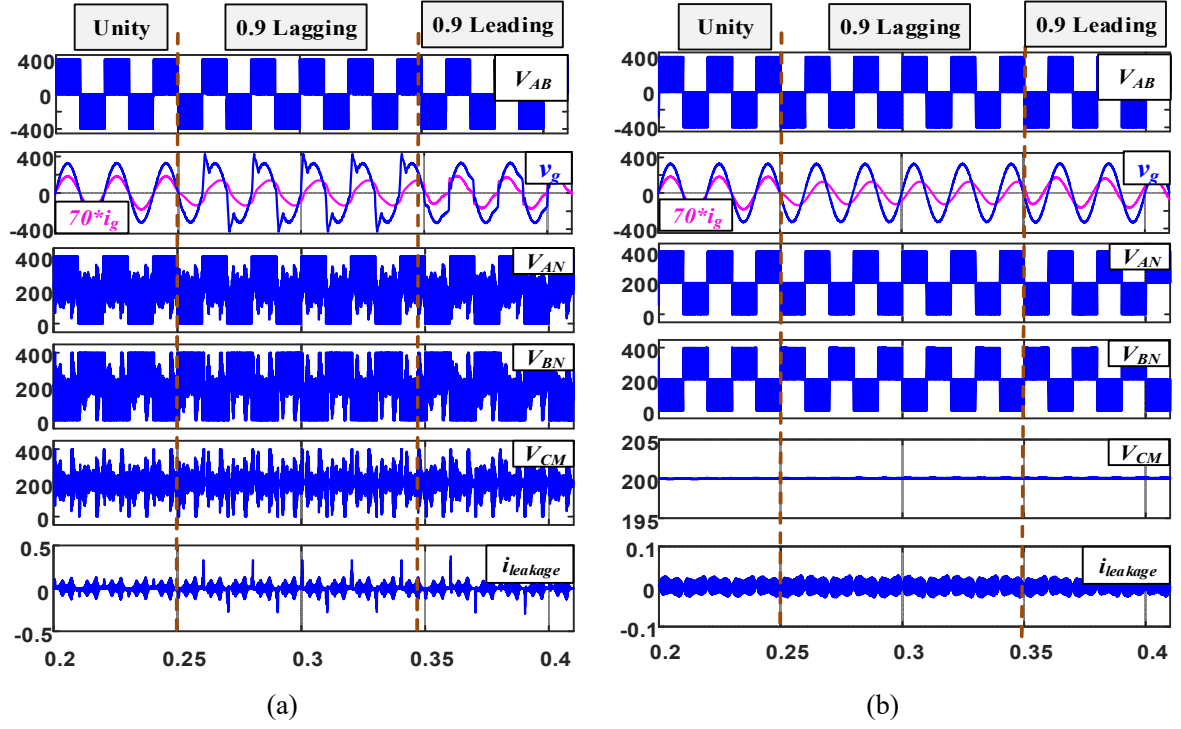 Unity 0.9 Lagging 0.9 Leading
400
0
-400
V_AB
400
0
-400
v_g
70*i_g
400
200
0
V_AN
400
200
0
V_BN
400
200
0
V_CM
0.5
0
-0.5
i_leakage
0.2 0.25 0.3 0.35 0.4
(a)
Unity 0.9 Lagging 0.9 Leading
400
0
-400
V_AB
400
0
-400
v_g
70*i_g
400
200
0
V_AN
400
200
0
V_BN
205
200
195
V_CM
0.1
0
-0.1
i_leakage
0.2 0.25 0.3 0.35 0.4
(b)